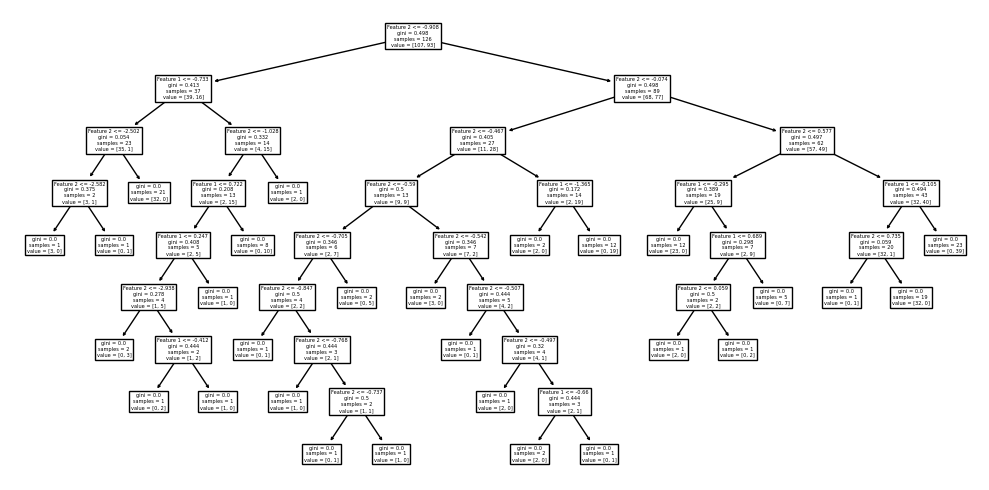 Feature 2 <= -0.908
gini = 0.498
samples = 126
value = [107, 93]
Feature 1 <= -0.733
gini = 0.413
samples = 37
value = [39, 16]
Feature 2 <= -0.074
gini = 0.498
samples = 89
value = [68, 77]
Feature 2 <= -2.502
gini = 0.054
samples = 23
value = [35, 1]
Feature 2 <= -1.028
gini = 0.332
samples = 14
value = [4, 15]
Feature 2 <= -0.467
gini = 0.405
samples = 27
value = [11, 28]
Feature 2 <= 0.577
gini = 0.497
samples = 62
value = [57, 49]
Feature 2 <= -2.582
gini = 0.375
samples = 2
value = [3, 1]
gini = 0.0
samples = 21
value = [32, 0]
Feature 1 <= 0.722
gini = 0.208
samples = 13
value = [2, 15]
gini = 0.0
samples = 1
value = [2, 0]
Feature 2 <= -0.59
gini = 0.5
samples = 13
value = [9, 9]
Feature 1 <= -1.365
gini = 0.172
samples = 14
value = [2, 19]
Feature 1 <= -0.295
gini = 0.389
samples = 19
value = [25, 9]
Feature 1 <= -0.105
gini = 0.494
samples = 43
value = [32, 40]
gini = 0.0
samples = 1
value = [3, 0]
gini = 0.0
samples = 1
value = [0, 1]
Feature 1 <= 0.247
gini = 0.408
samples = 5
value = [2, 5]
gini = 0.0
samples = 8
value = [0, 10]
Feature 2 <= -0.705
gini = 0.346
samples = 6
value = [2, 7]
Feature 2 <= -0.542
gini = 0.346
samples = 7
value = [7, 2]
gini = 0.0
samples = 2
value = [2, 0]
gini = 0.0
samples = 12
value = [0, 19]
gini = 0.0
samples = 12
value = [23, 0]
Feature 1 <= 0.689
gini = 0.298
samples = 7
value = [2, 9]
Feature 2 <= 0.735
gini = 0.059
samples = 20
value = [32, 1]
gini = 0.0
samples = 23
value = [0, 39]
Feature 2 <= -2.938
gini = 0.278
samples = 4
value = [1, 5]
gini = 0.0
samples = 1
value = [1, 0]
Feature 2 <= -0.847
gini = 0.5
samples = 4
value = [2, 2]
gini = 0.0
samples = 2
value = [0, 5]
gini = 0.0
samples = 2
value = [3, 0]
Feature 2 <= -0.507
gini = 0.444
samples = 5
value = [4, 2]
Feature 2 <= 0.059
gini = 0.5
samples = 2
value = [2, 2]
gini = 0.0
samples = 5
value = [0, 7]
gini = 0.0
samples = 1
value = [0, 1]
gini = 0.0
samples = 19
value = [32, 0]
gini = 0.0
samples = 2
value = [0, 3]
Feature 1 <= -0.412
gini = 0.444
samples = 2
value = [1, 2]
gini = 0.0
samples = 1
value = [0, 1]
Feature 2 <= -0.768
gini = 0.444
samples = 3
value = [2, 1]
gini = 0.0
samples = 1
value = [0, 1]
Feature 2 <= -0.497
gini = 0.32
samples = 4
value = [4, 1]
gini = 0.0
samples = 1
value = [2, 0]
gini = 0.0
samples = 1
value = [0, 2]
gini = 0.0
samples = 1
value = [0, 2]
gini = 0.0
samples = 1
value = [1, 0]
gini = 0.0
samples = 1
value = [1, 0]
Feature 2 <= -0.737
gini = 0.5
samples = 2
value = [1, 1]
gini = 0.0
samples = 1
value = [2, 0]
Feature 1 <= -0.66
gini = 0.444
samples = 3
value = [2, 1]
gini = 0.0
samples = 1
value = [0, 1]
gini = 0.0
samples = 1
value = [1, 0]
gini = 0.0
samples = 2
value = [2, 0]
gini = 0.0
samples = 1
value = [0, 1]